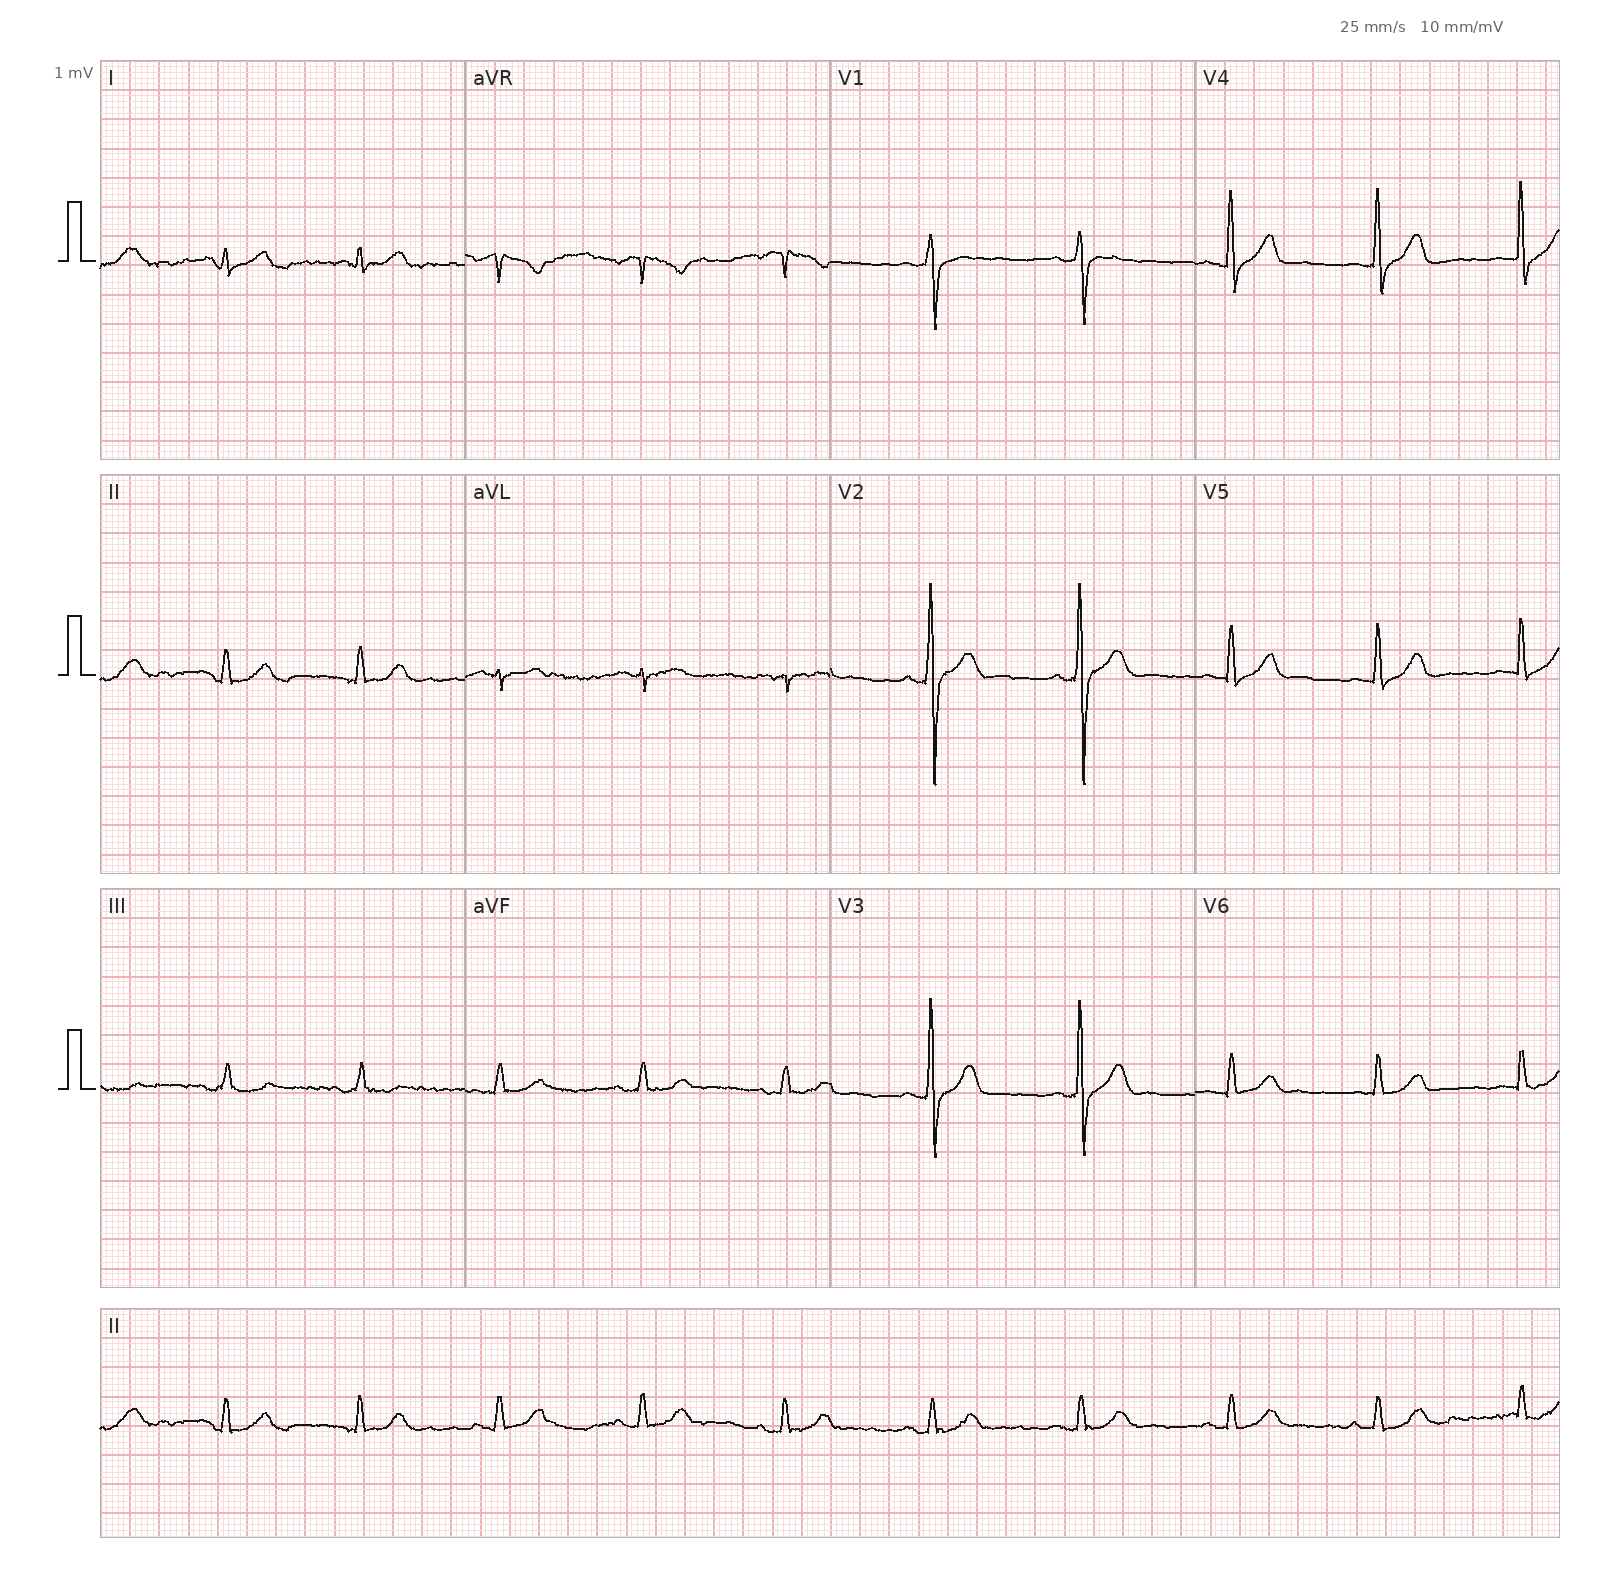 25 mm/s 10 mm/mV
1 mV
I aVR V1 V4
II aVL V2 V5
III aVF V3 V6
II